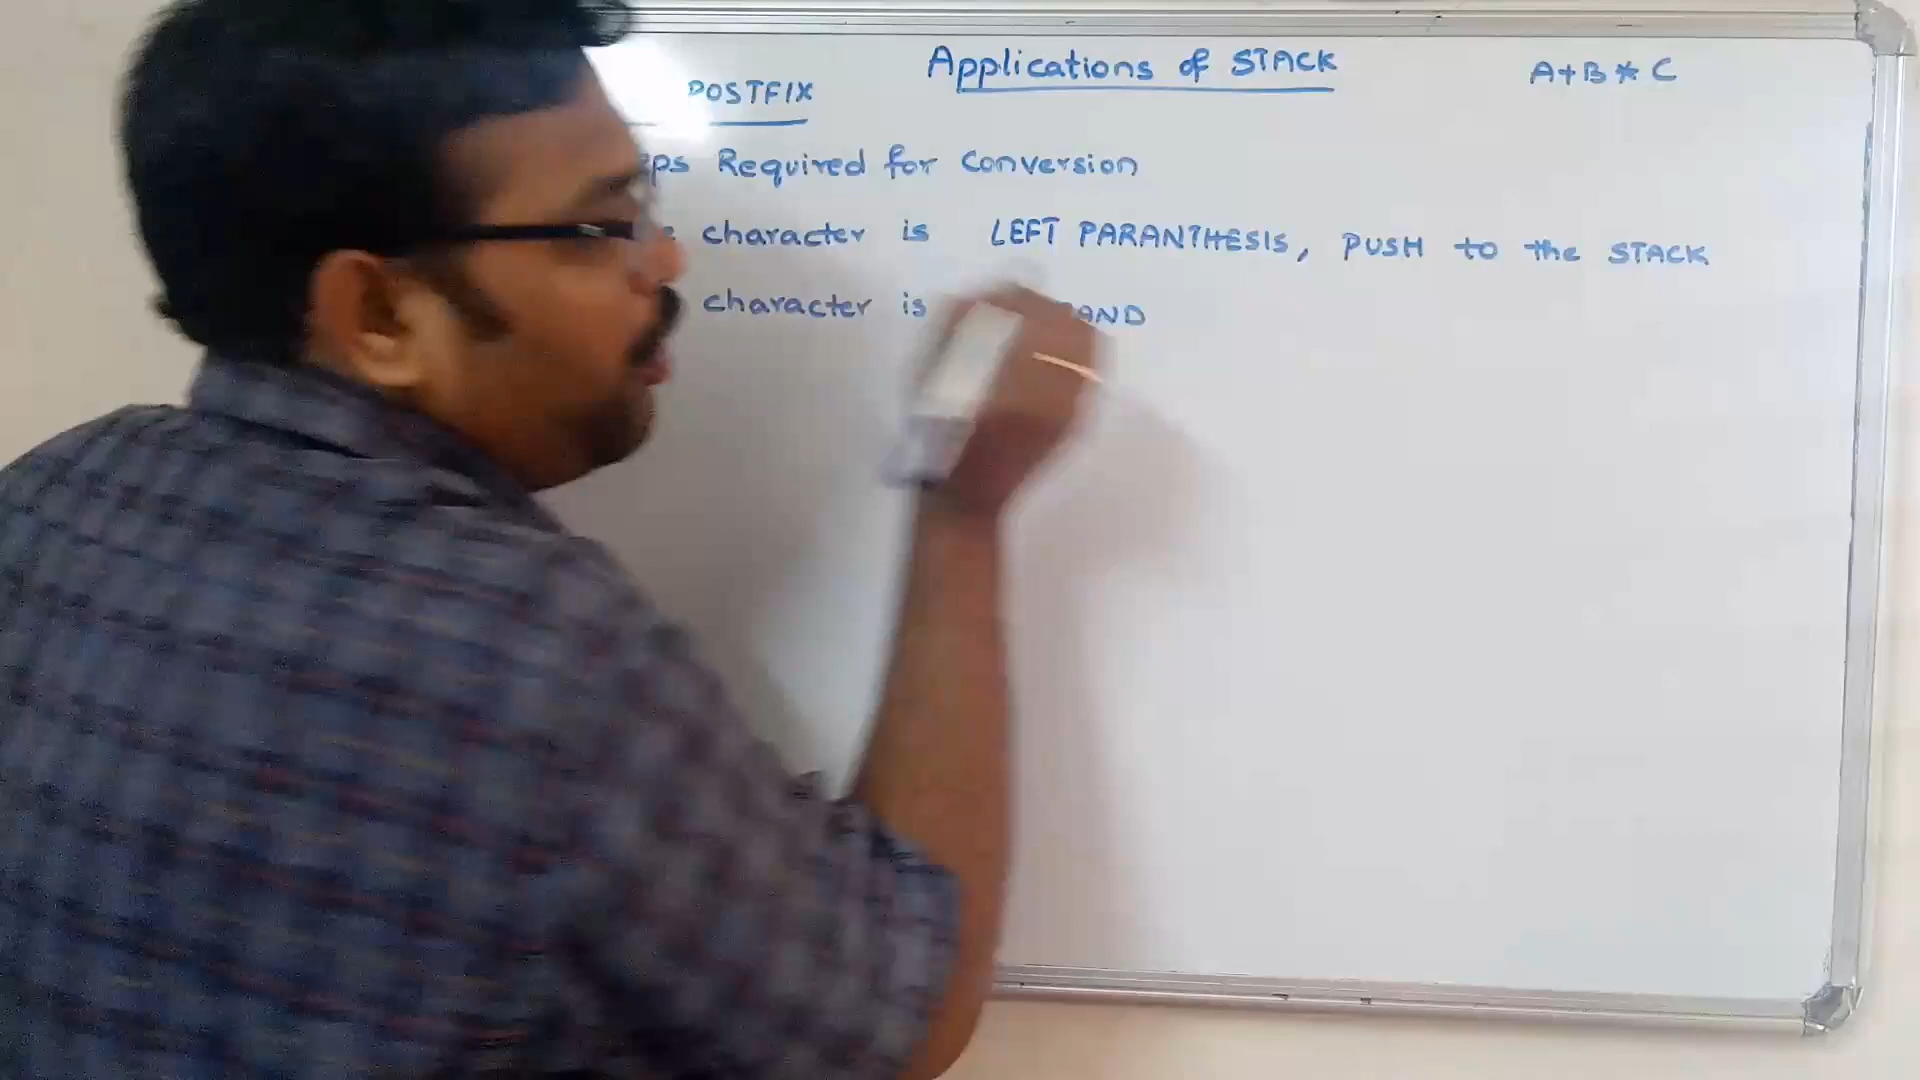 Applications of STACK
A+B*C
POSTFIX
Required for Conversion
character is LEFT PARANTHESIS, PUSH to the STACK
character is